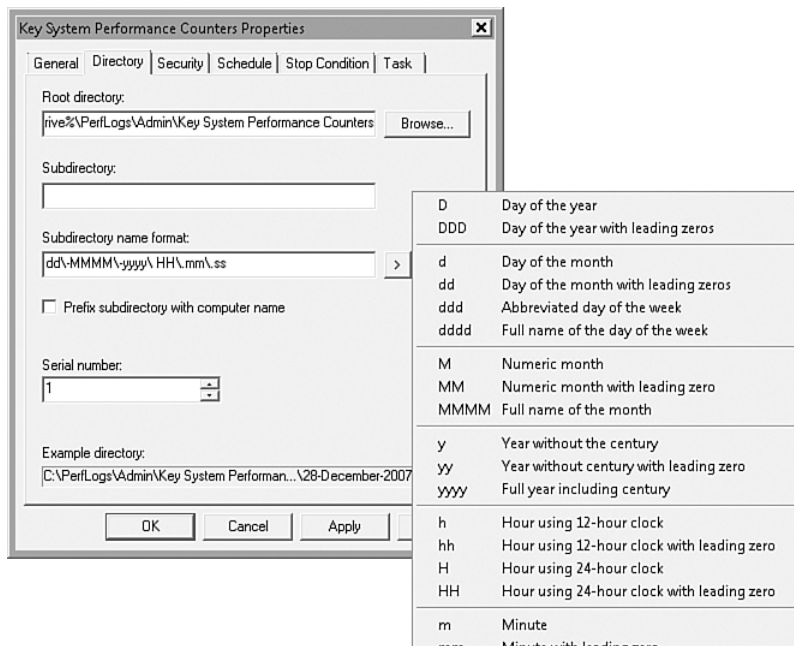 Key System Performance Counters Properties
General Directory Security Schedule Stop Condition Task
Root directory:
rive%\PerfLogs\Admin\Key System Performance Counters
Browse...
Subdirectory:
Subdirectory name format:
dd\-MMMM\-yyyy\ HH\.mm\.ss
>
Prefix subdirectory with computer name
Serial number:
1
Example directory:
C:\PerfLogs\Admin\Key System Performan...\28-December-2007
OK Cancel Apply
D Day of the year
DDD Day of the year with leading zeros
d Day of the month
dd Day of the month with leading zeros
ddd Abbreviated day of the week
dddd Full name of the day of the week
M Numeric month
MM Numeric month with leading zero
MMMM Full name of the month
y Year without the century
yy Year without century with leading zero
yyyy Full year including century
h Hour using 12-hour clock
hh Hour using 12-hour clock with leading zero
H Hour using 24-hour clock
HH Hour using 24-hour clock with leading zero
m Minute
mm Minute with leading zero